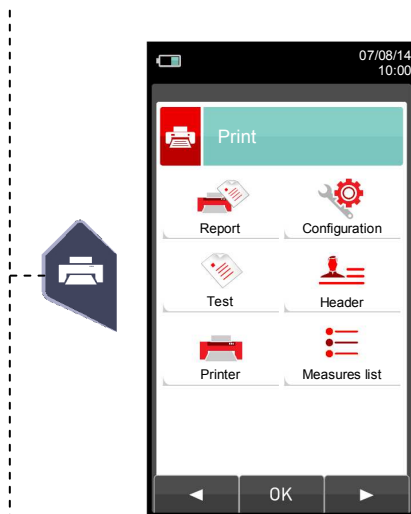 07/08/14
10:00
Print
Report
Configuration
Test
Header
Printer
Measures list
OK